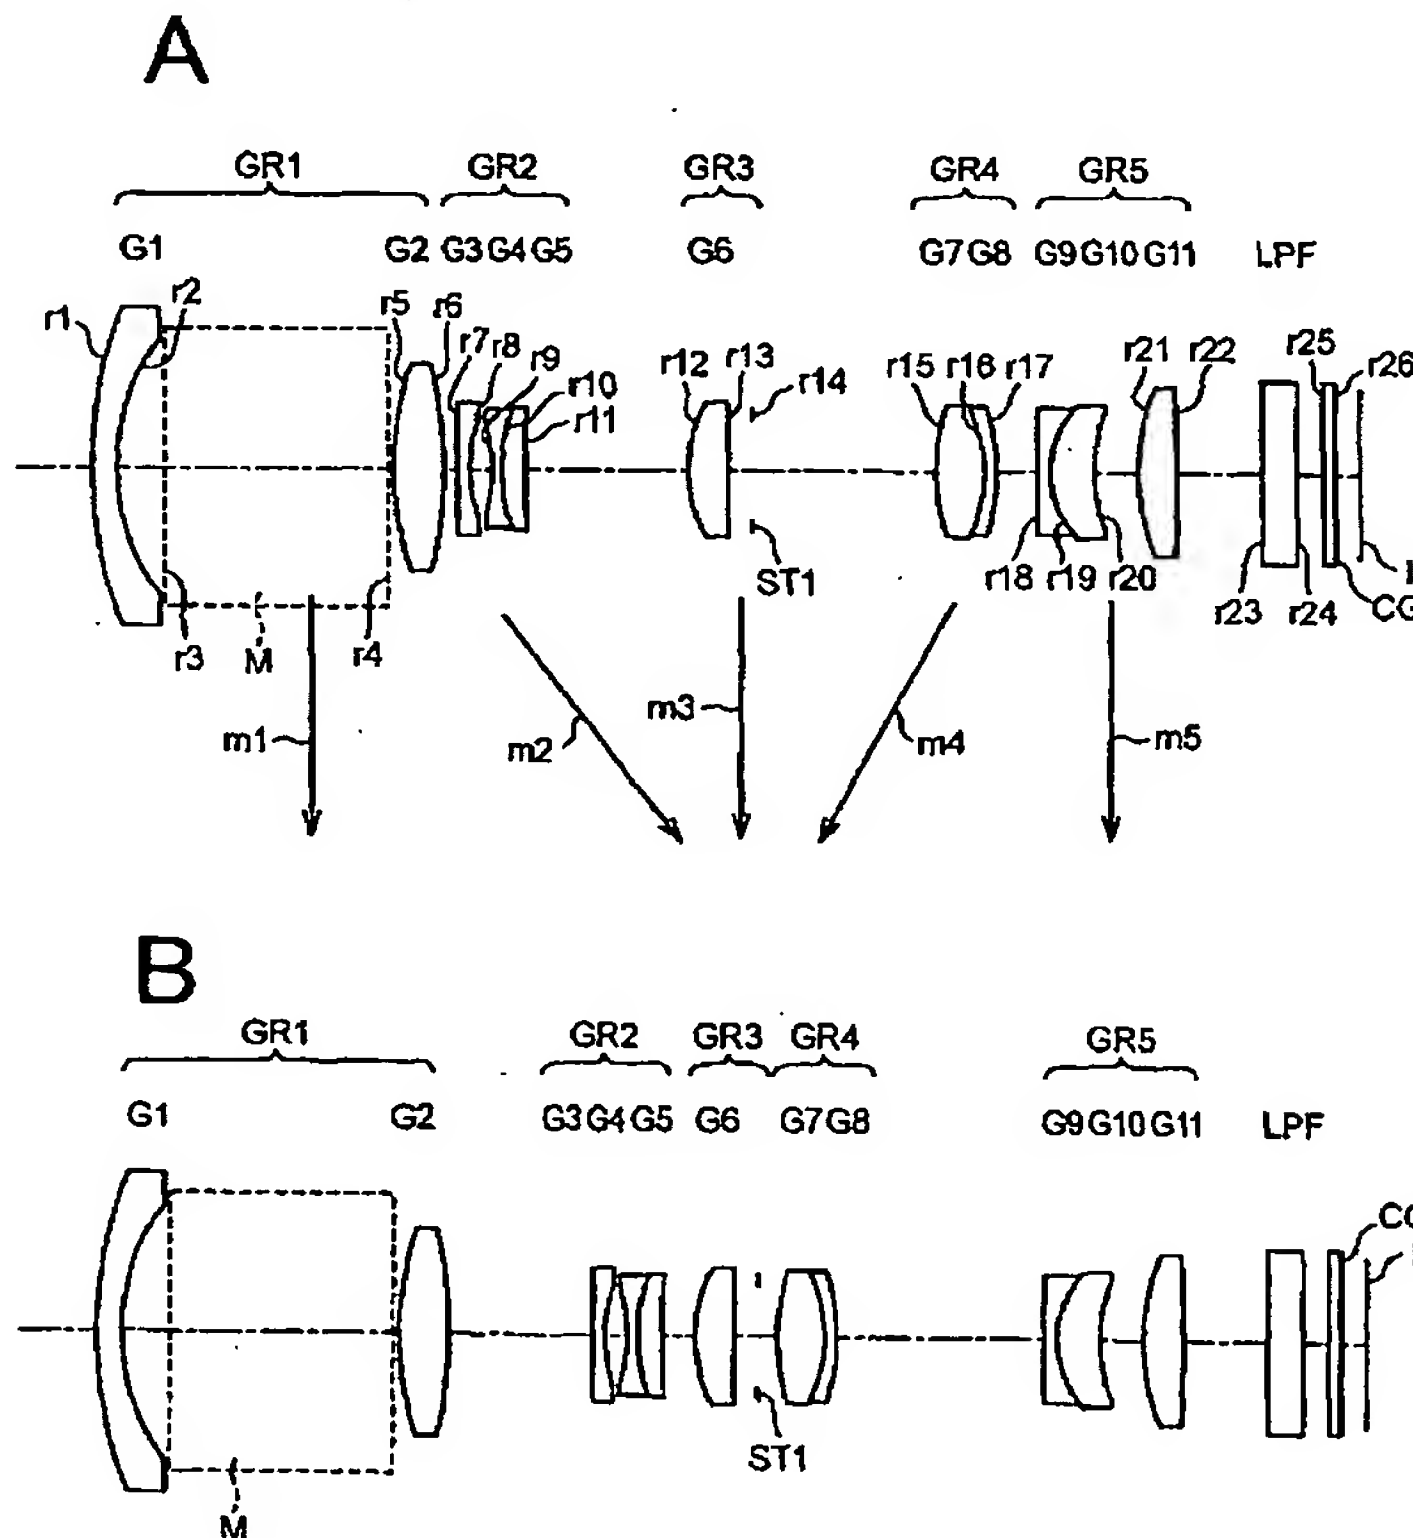 A
GR1 GR2 GR3 GR4 GR5
G1 G2 G3 G4 G5 G6 G7 G8 G9 G10 G11 LPF
r1 r2 r5 r6 r7 r8 r9 r10 r11 r12 r13 r14 r15 r16 r17 r21 r22 r25 r26
ST1 r18 r19 r20
r3 M r4 r23 r24 CG
m1 m2 m3 m4 m5
B
GR1 GR2 GR3 GR4 GR5
G1 G2 G3 G4 G5 G6 G7 G8 G9 G10 G11 LPF
ST1
M